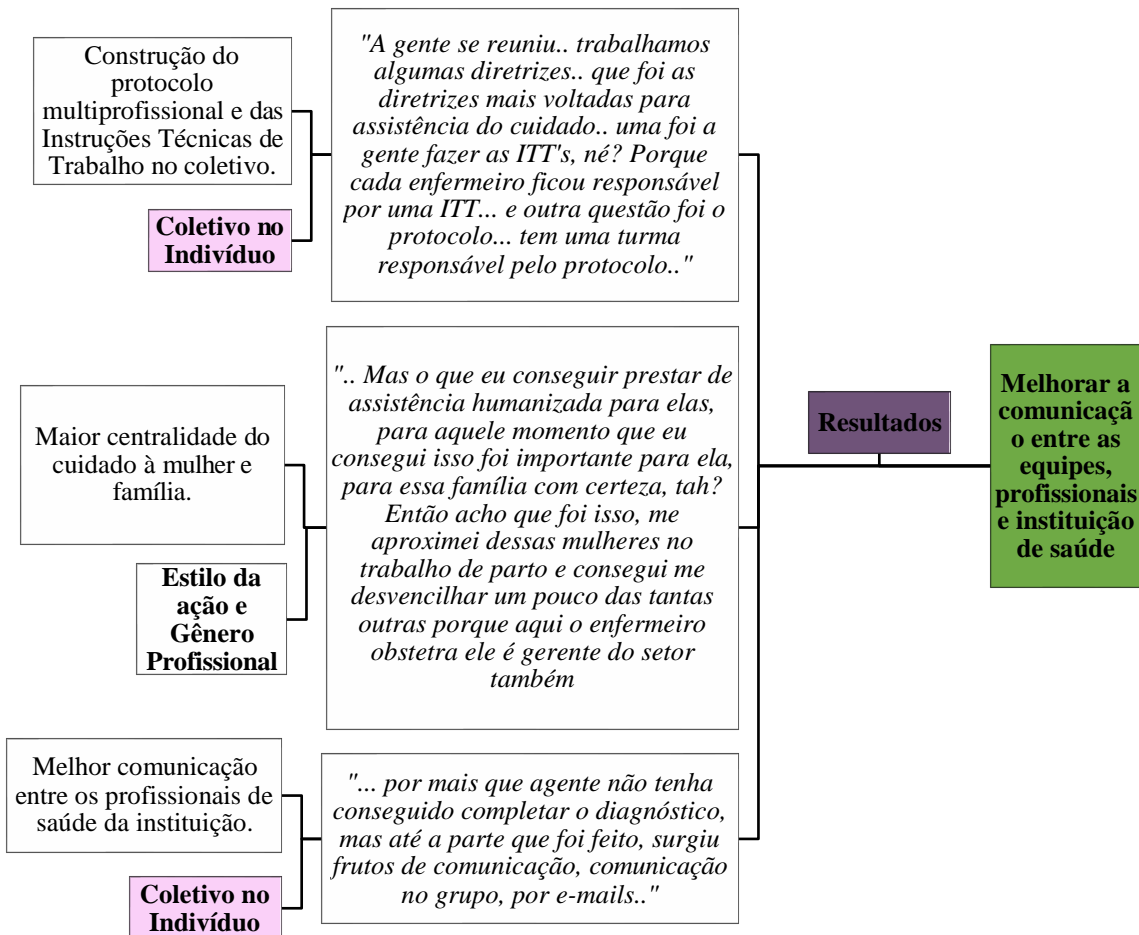 Construção do
protocolo
multiprofissional e das
Instruções Técnicas de
Trabalho no coletivo.
Coletivo no
Indivíduo
"A gente se reuniu.. trabalhamos
algumas diretrizes.. que foi as
diretrizes mais voltadas para
assistência do cuidado.. uma foi a
gente fazer as ITT's, né? Porque
cada enfermeiro ficou responsável
por uma ITT... e outra questão foi o
protocolo... tem uma turma
responsável pelo protocolo.."
Maior centralidade do
cuidado à mulher e
família.
Estilo da
ação e
Gênero
Profissional
".. Mas o que eu conseguir prestar de
assistência humanizada para elas,
para aquele momento que eu
consegui isso foi importante para ela,
para essa família com certeza, tah?
Então acho que foi isso, me
aproximei dessas mulheres no
trabalho de parto e consegui me
desvencilhar um pouco das tantas
outras porque aqui o enfermeiro
obstetra ele é gerente do setor
também
Melhor comunicação
entre os profissionais de
saúde da instituição.
Coletivo no
Indivíduo
"... por mais que agente não tenha
conseguido completar o diagnóstico,
mas até a parte que foi feito, surgiu
frutos de comunicação, comunicação
no grupo, por e-mails.."
Resultados
Melhorar a
comunicaçã
o entre as
equipes,
profissionais
e instituição
de saúde